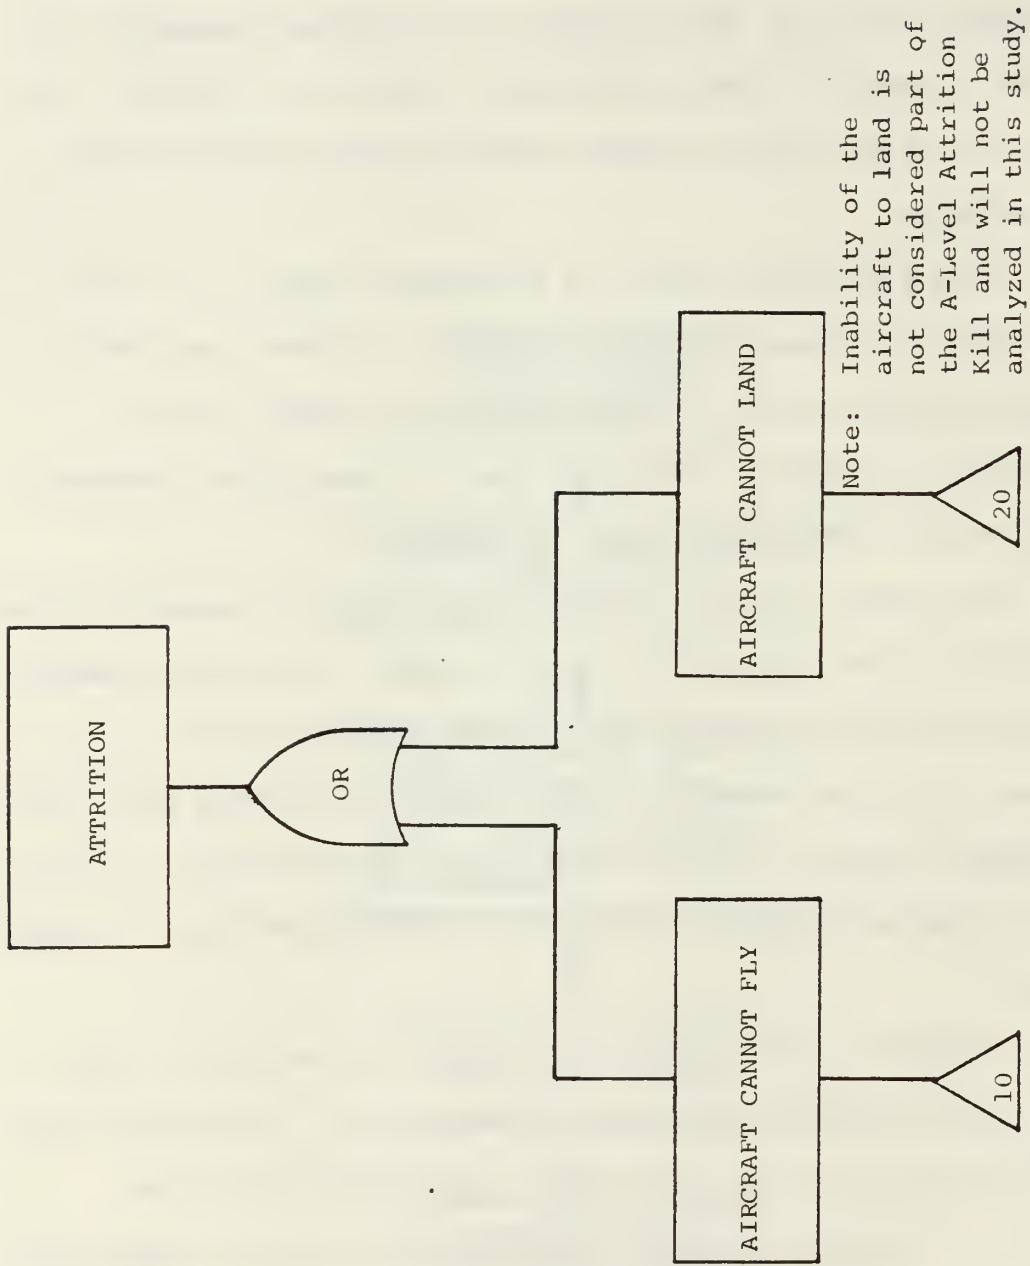 ATTRITION
OR
AIRCRAFT CANNOT FLY
AIRCRAFT CANNOT LAND
10
20
Note: Inability of the
aircraft to land is
not considered part of
the A-Level Attrition
Kill and will not be
analyzed in this study.